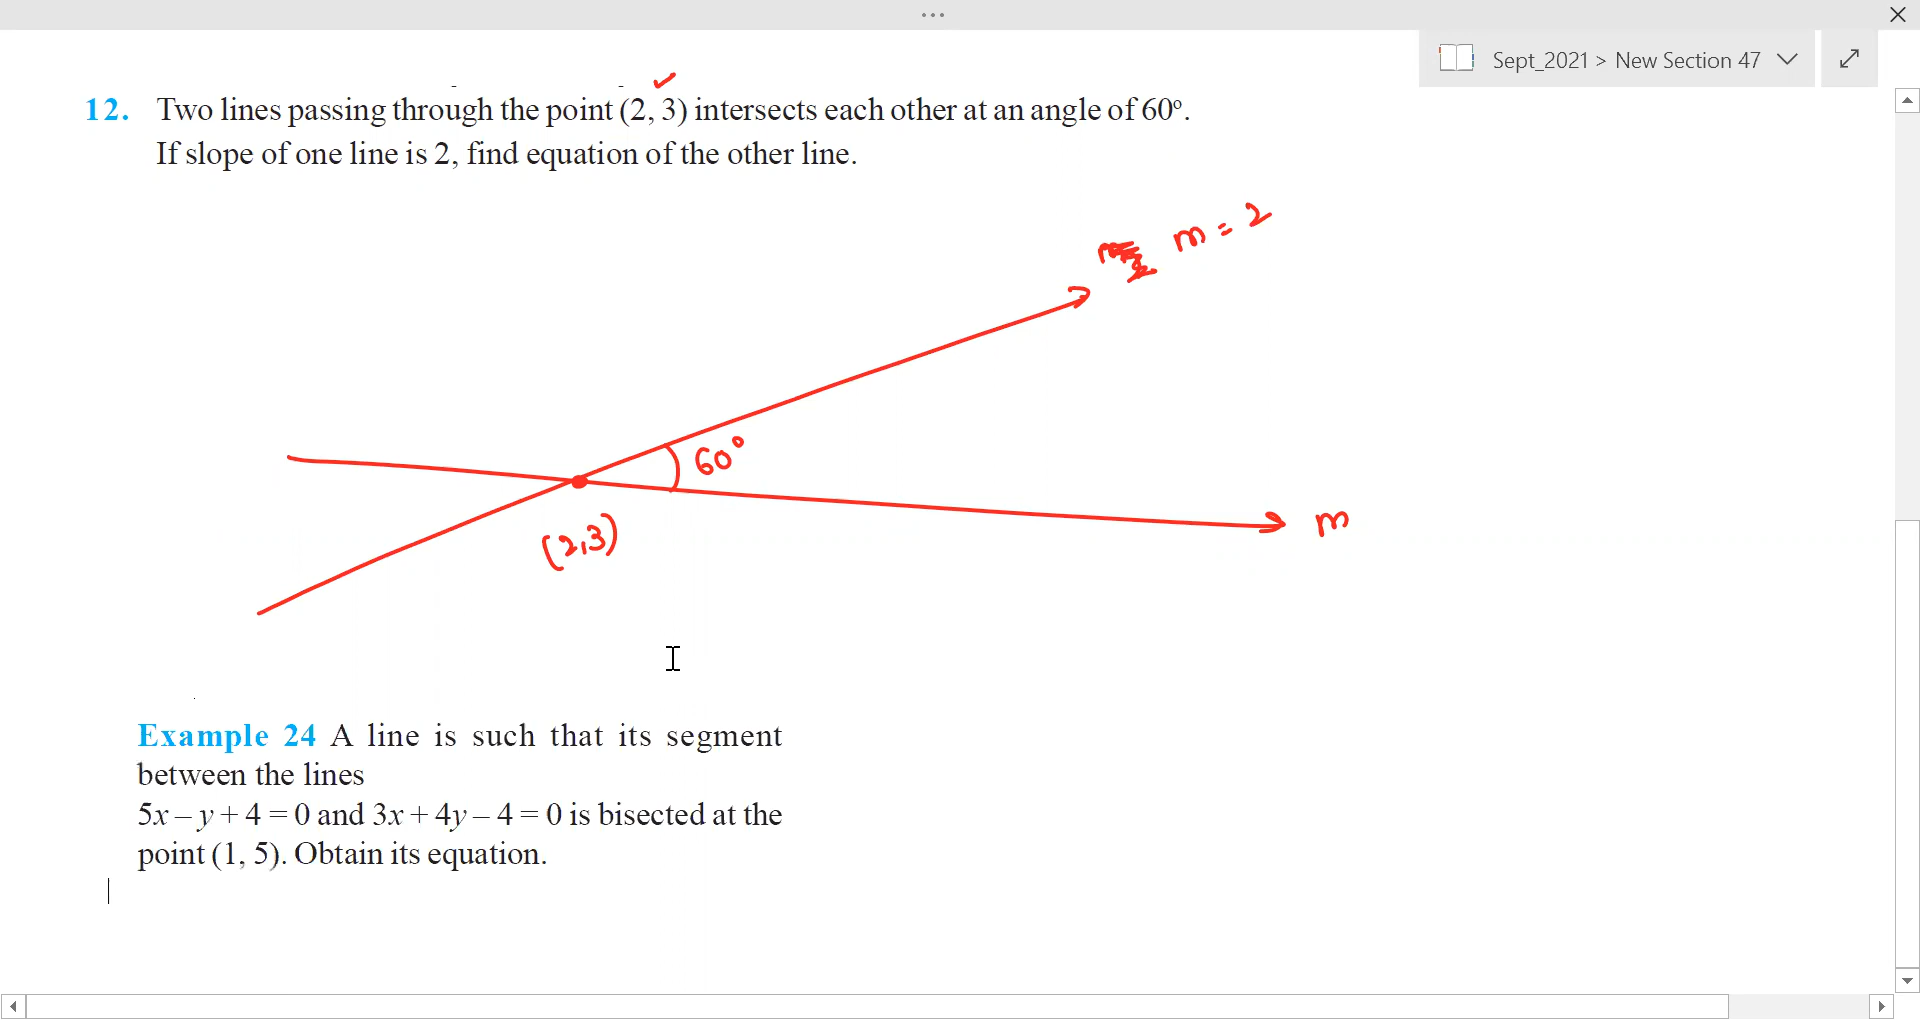 Sept_2021 > New Section 47
12. Two lines passing through the point (2, 3) intersects each other at an angle of 60°.
If slope of one line is 2, find equation of the other line.
m = 2
60°
m
(2,3)
Example 24 A line is such that its segment
between the lines
5x – y + 4 = 0 and 3x + 4y – 4 = 0 is bisected at the
point (1, 5). Obtain its equation.